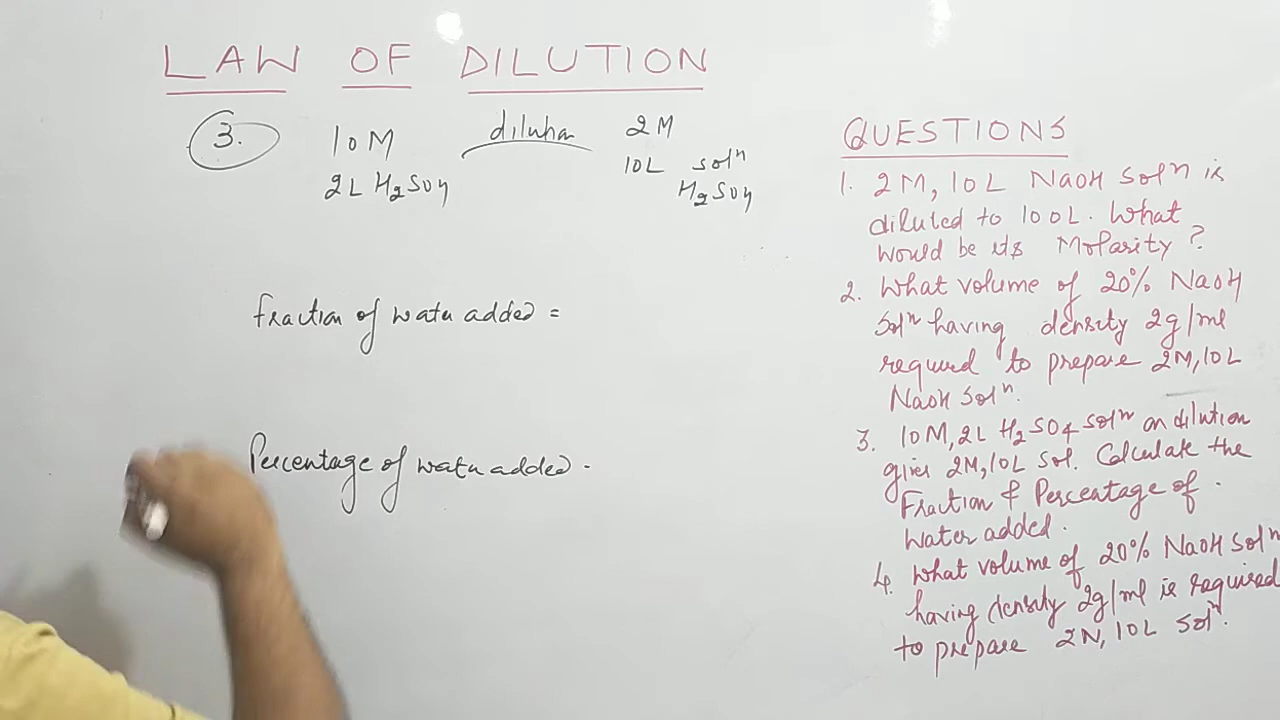 LAW OF DILUTION
3. 10M dilution 2M
2L H2SO4 10L solⁿ
H2SO4
Fraction of water added =
Percentage of water added -
QUESTIONS
1. 2M, 10L NaOH solⁿ is
diluted to 100L. What
would be its Molarity?
2. What volume of 20% NaOH
Solⁿ having density 2g/ml
required to prepare 2M, 10L
NaOH Solⁿ.
3. 10M, 2L H2SO4 solⁿ on dilution
gives 2M, 10L sol. Calculate the
Fraction & Percentage of
water added.
4. What volume of 20% NaOH Solⁿ
having density 2g/ml is required
to prepare 2N, 10L Solⁿ.